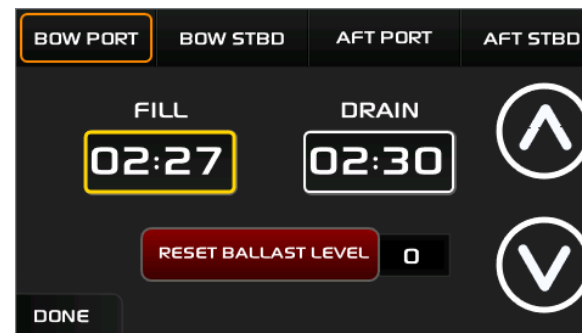 BOW PORT BOW STBD AFT PORT AFT STBD
FILL DRAIN
02:27 02:30
RESET BALLAST LEVEL 0
DONE